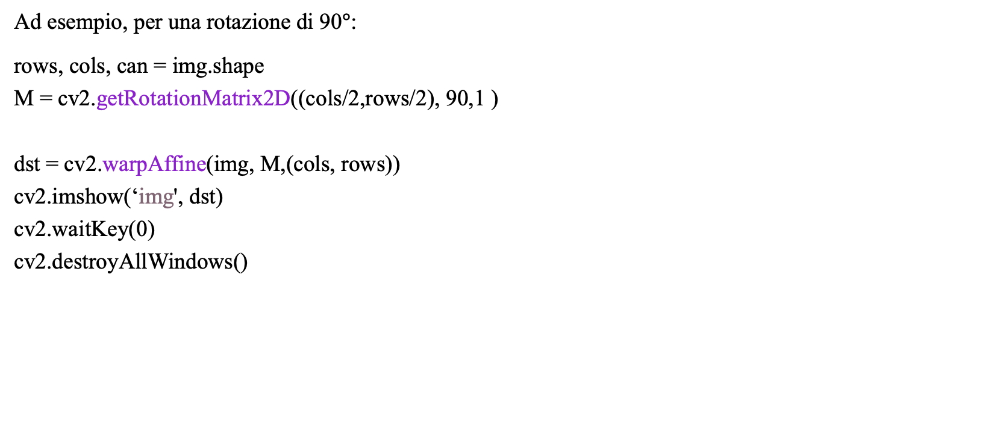 Ad esempio, per una rotazione di 90°:
rows, cols, can = img.shape
M = cv2.getRotationMatrix2D((cols/2,rows/2), 90,1 )
dst = cv2.warpAffine(img, M,(cols, rows))
cv2.imshow(‘img', dst)
cv2.waitKey(0)
cv2.destroyAllWindows()